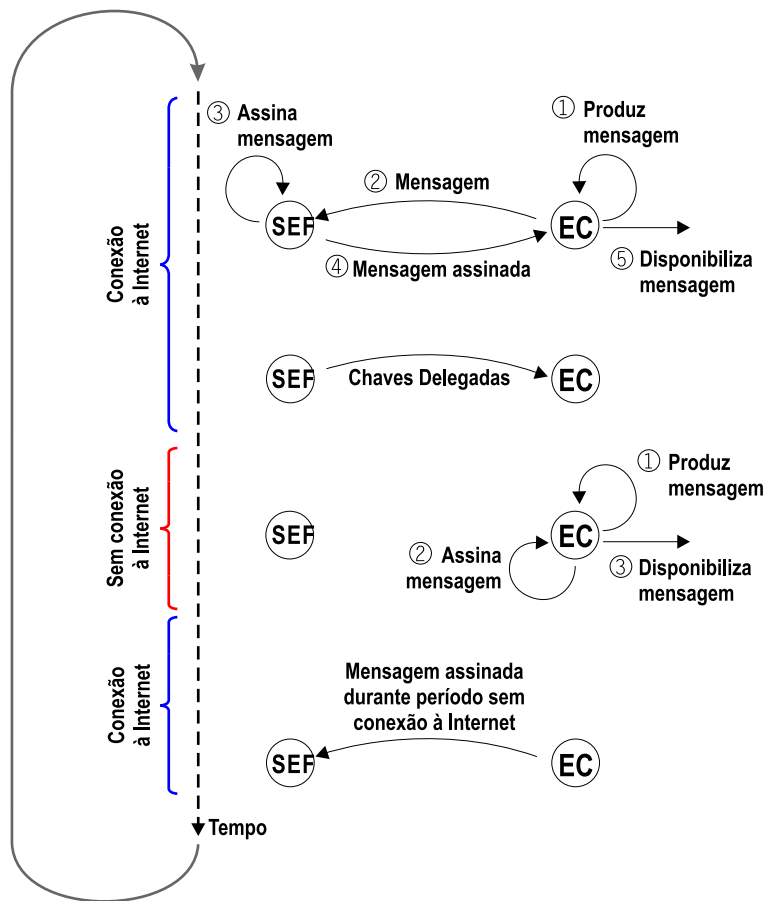 ③ Assina
mensagem
① Produz
mensagem
② Mensagem
SEF
EC
④ Mensagem assinada
⑤ Disponibiliza
mensagem
Conexão
à Internet
SEF
Chaves Delegadas
EC
Sem conexão
à Internet
① Produz
mensagem
SEF
EC
② Assina
mensagem
③ Disponibiliza
mensagem
Conexão
à Internet
Mensagem assinada
durante período sem
conexão à Internet
SEF
EC
Tempo